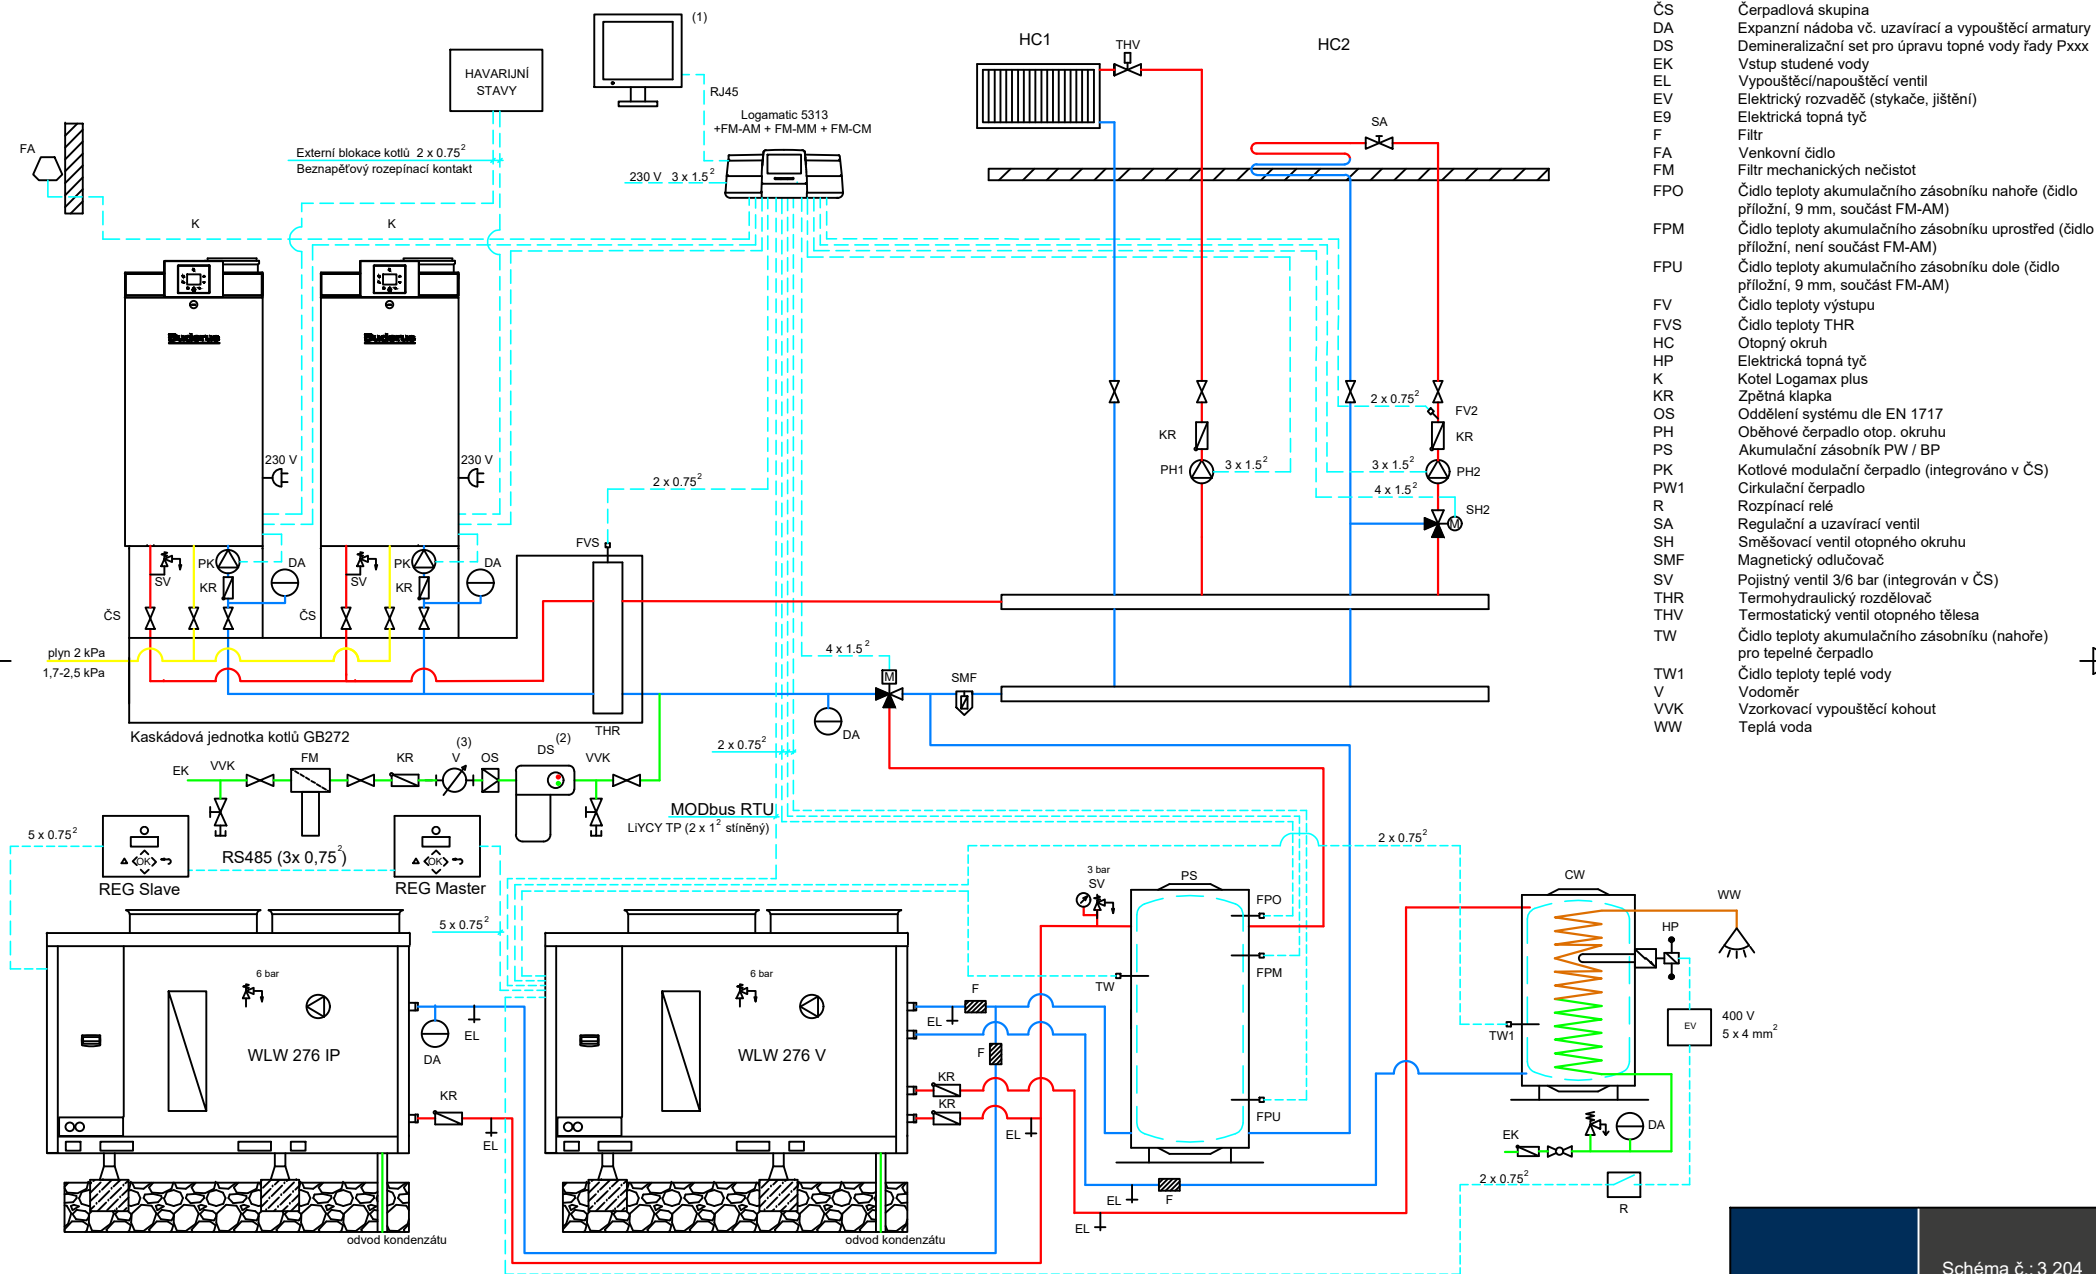 (1)
HAVARIJNÍ
STAVY
RJ45
Logamatic 5313
+FM-AM + FM-MM + FM-CM
Externí blokace kotlů 2 x 0.75²
Beznapěťový rozepínací kontakt
230 V 3 x 1.5²
FA
K
K
HC1
THV
HC2
SA
Buderus
Buderus
230 V
230 V
2 x 0.75²
FV2
KR
KR
PH1
3 x 1.5²
3 x 1.5²
PH2
4 x 1.5²
SH2
M
2 x 0.75²
FVS
SV
PK
KR
DA
SV
PK
KR
DA
ČS
ČS
plyn 2 kPa
1,7-2,5 kPa
4 x 1.5²
M
SMF
DA
THR
Kaskádová jednotka kotlů GB272
2 x 0.75²
EK
VVK
FM
KR
(3)
V
OS
DS
(2)
VVK
MODbus RTU
LiYCY TP (2 x 1² stíněný)
5 x 0.75²
OK
RS485 (3x 0,75²)
OK
REG Slave
REG Master
5 x 0.75²
2 x 0.75²
3 bar
SV
PS
FPO
FPM
TW
FPU
CW
WW
HP
TW1
EV
400 V
5 x 4 mm²
6 bar
WLW 276 IP
DA
EL
KR
EL
6 bar
WLW 276 V
F
EL
F
KR
KR
EL
EL
F
EL
EK
DA
2 x 0.75²
R
odvod kondenzátu
odvod kondenzátu
ČS Čerpadlová skupina
DA Expanzní nádoba vč. uzavírací a vypouštěcí armatury
DS Demineralizační set pro úpravu topné vody řady Pxxx
EK Vstup studené vody
EL Vypouštěcí/napouštěcí ventil
EV Elektrický rozvaděč (stykače, jištění)
E9 Elektrická topná tyč
F Filtr
FA Venkovní čidlo
FM Filtr mechanických nečistot
FPO Čidlo teploty akumulačního zásobníku nahoře (čidlo
příložní, 9 mm, součást FM-AM)
FPM Čidlo teploty akumulačního zásobníku uprostřed (čidlo
příložní, není součást FM-AM)
FPU Čidlo teploty akumulačního zásobníku dole (čidlo
příložní, 9 mm, součást FM-AM)
FV Čidlo teploty výstupu
FVS Čidlo teploty THR
HC Otopný okruh
HP Elektrická topná tyč
K Kotel Logamax plus
KR Zpětná klapka
OS Oddělení systému dle EN 1717
PH Oběhové čerpadlo otop. okruhu
PS Akumulační zásobník PW / BP
PK Kotlové modulační čerpadlo (integrováno v ČS)
PW1 Cirkulační čerpadlo
R Rozpínací relé
SA Regulační a uzavírací ventil
SH Směšovací ventil otopného okruhu
SMF Magnetický odlučovač
SV Pojistný ventil 3/6 bar (integrován v ČS)
THR Termohydraulický rozdělovač
THV Termostatický ventil otopného tělesa
TW Čidlo teploty akumulačního zásobníku (nahoře)
pro tepelné čerpadlo
TW1 Čidlo teploty teplé vody
V Vodoměr
VVK Vzorkovací vypouštěcí kohout
WW Teplá voda
Schéma č.: 3 204